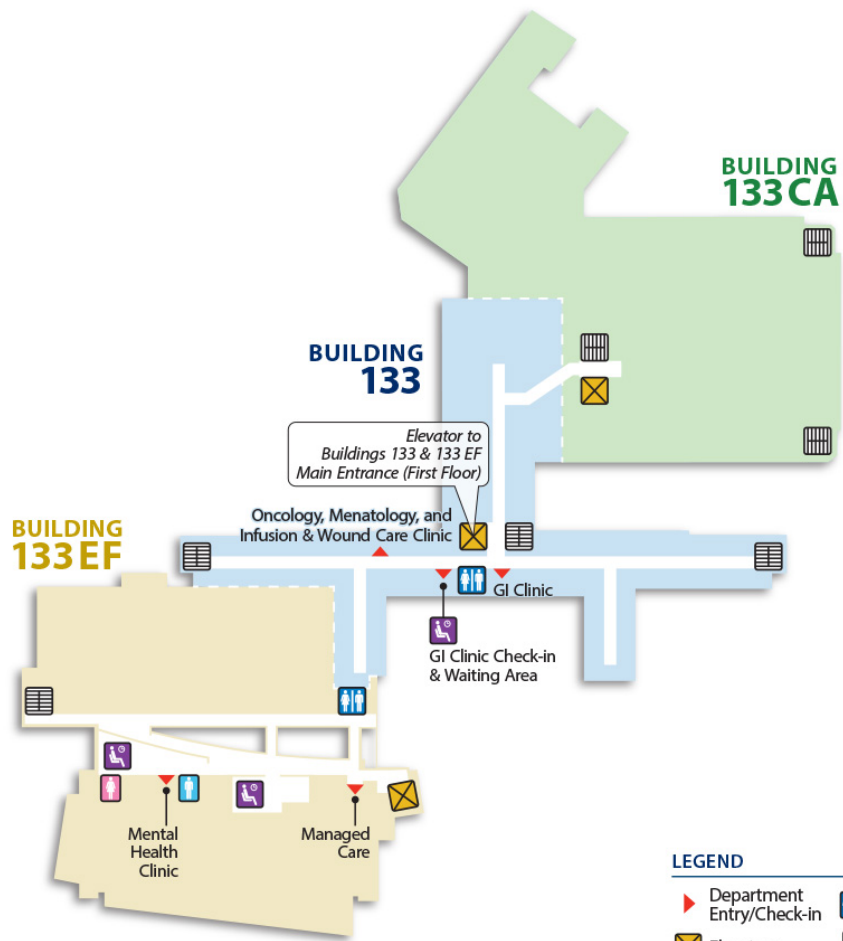 BUILDING
133 CA
BUILDING
133
Elevator to
Buildings 133 & 133 EF
Main Entrance (First Floor)
Oncology, Menatology, and
Infusion & Wound Care Clinic
BUILDING
133 EF
GI Clinic
GI Clinic Check-in
& Waiting Area
Mental
Health
Clinic
Managed
Care
LEGEND
Department
Entry/Check-in